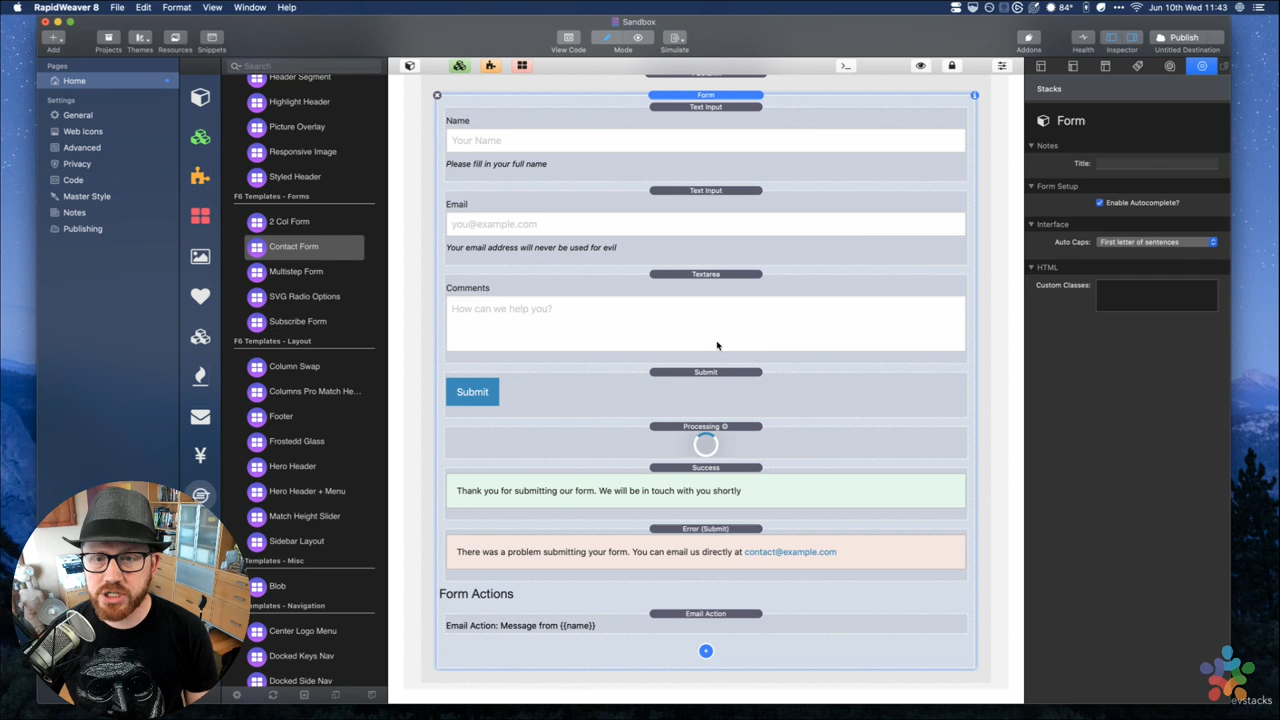 RapidWeaver 8 File Edit Format View Window Help
84° Jun 10th Wed 11:43
Sandbox
Add Projects Themes Resources Snippets View Code Mode Simulate Addons Health Inspector Publish
Untitled Destination
Pages
Home
Settings
General
Web Icons
Advanced
Privacy
Code
Master Style
Notes
Publishing
Search
Header Segment
Highlight Header
Picture Overlay
Responsive Image
Styled Header
F6 Templates - Forms
2 Col Form
Contact Form
Multistep Form
SVG Radio Options
Subscribe Form
F6 Templates - Layout
Column Swap
Columns Pro Match He...
Footer
Frostedd Glass
Hero Header
Hero Header + Menu
Match Height Slider
Sidebar Layout
Templates - Misc
Blob
mplates - Navigation
Center Logo Menu
Docked Keys Nav
Docked Side Nav
Form
Text Input
Name
Your Name
Please fill in your full name
Text Input
Email
you@example.com
Your email address will never be used for evil
Textarea
Comments
How can we help you?
Submit
Submit
Processing
Success
Thank you for submitting our form. We will be in touch with you shortly
Error (Submit)
There was a problem submitting your form. You can email us directly at contact@example.com
Form Actions
Email Action
Email Action: Message from {{name}}
Stacks
Form
Notes
Title:
Form Setup
Enable Autocomplete?
Interface
Auto Caps: First letter of sentences
HTML
Custom Classes:
evstacks